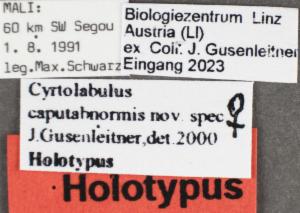 MALI:
60 km SW Segou
1. 8. 1991
leg.Max.Schwarz
Biologiezentrum Linz
Austria (LI)
ex Coll. J. Gusenleitner
Eingang 2023
Cyrtolabulus
caputabnormis nov. spec ♀
J.Gusenleitner,det.2000
Holotypus
Holotypus